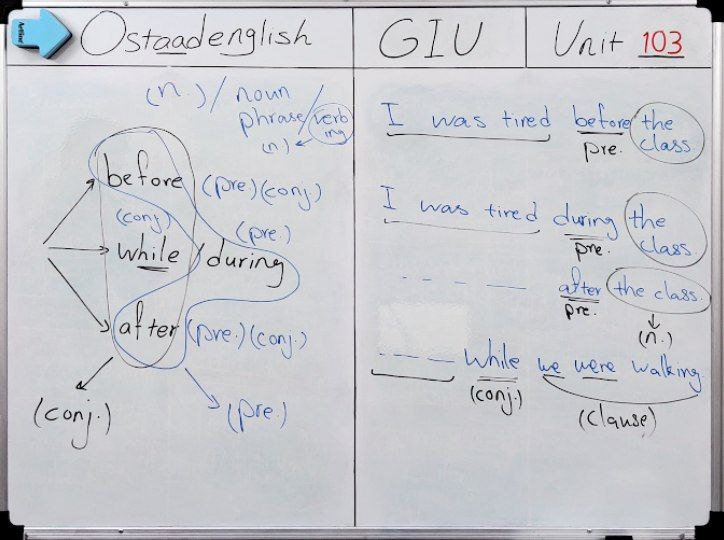 Artline
Ostaadenglish
GIU
Unit 103
(n.) / noun
phrase / verb
ing
(n)
before (pre) (conj)
(conj)
(pre.)
while / during
after (pre.) (conj.)
(conj.)
(pre.)
I was tired before the
class
pre.
I was tired during the
class
pre.
_ _ _ _ after the class.
pre.
(n.)
_ _ _ _ while we were walking.
(conj.)
(clause)